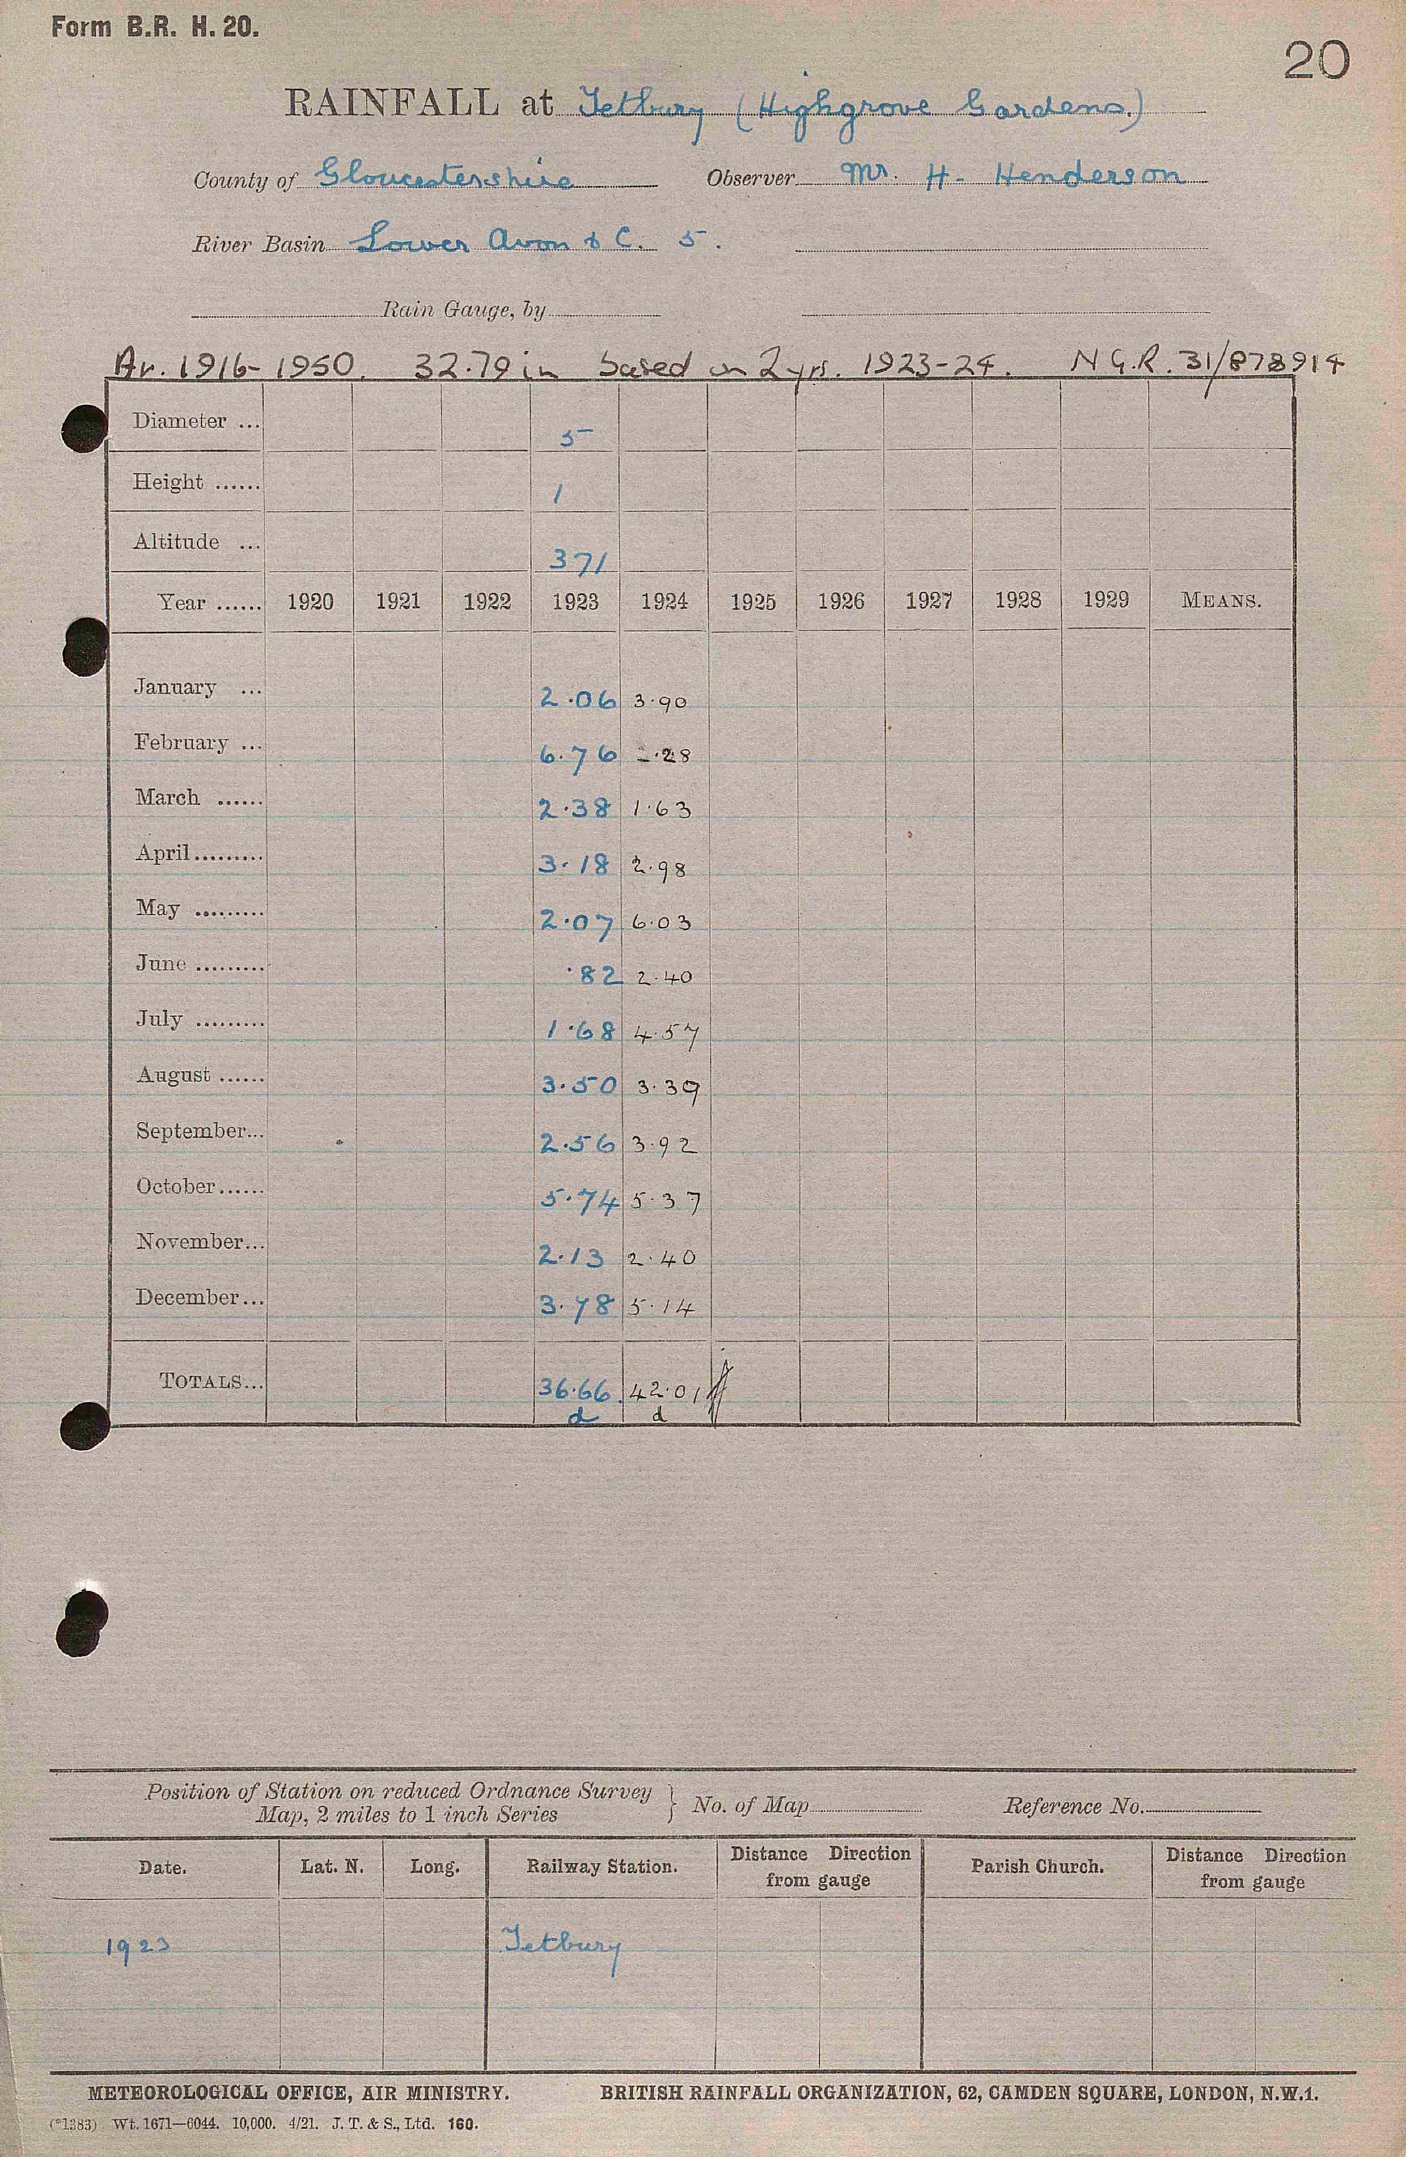 Form B.R. H. 20.
20
RAINFALL at Tetbury (Highgrove Gardens.)
County of Gloucestershire Observer Mr. H. Henderson
River Basin Lower Avon & C. 5.
Rain Gauge, by
Av. 1916-1950. 32.79 in based on 2 yrs. 1923-24. N G.R. 31/878914
Diameter ... 5
Height ...... 1
Altitude ... 371
Year ...... 1920 1921 1922 1923 1924 1925 1926 1927 1928 1929 MEANS.
January ... 2.06 3.90
February ... 6.76 -.28
March ...... 2.38 1.63
April ......... 3.18 2.98
May ......... 2.07 6.03
June ......... .82 2.40
July ......... 1.68 4.57
August ...... 3.50 3.39
September... 2.56 3.92
October ...... 5.74 5.37
November... 2.13 2.40
December... 3.78 5.14
TOTALS... 36.66 42.01
d d
Position of Station on reduced Ordnance Survey
Map, 2 miles to 1 inch Series } No. of Map Reference No.
Date. Lat. N. Long. Railway Station. Distance Direction from gauge Parish Church. Distance Direction from gauge
1923 Tetbury
METEOROLOGICAL OFFICE, AIR MINISTRY. BRITISH RAINFALL ORGANIZATION, 62, CAMDEN SQUARE, LONDON, N.W.1.
(*1383) Wt. 1671—6044. 10,000. 4/21. J. T. & S., Ltd. 160.